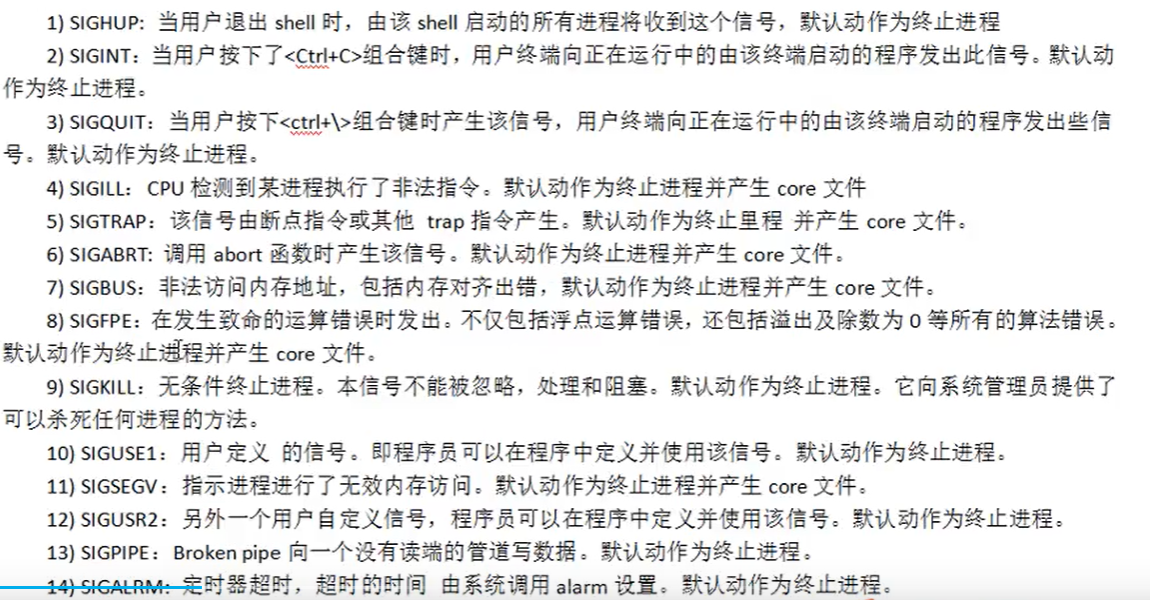 1) SIGHUP: 当用户退出 shell 时，由该 shell 启动的所有进程将收到这个信号，默认动作为终止进程
2) SIGINT：当用户按下了<Ctrl+C>组合键时，用户终端向正在运行中的由该终端启动的程序发出此信号。默认动
作为终止进程。
3) SIGQUIT：当用户按下<ctrl+\>组合键时产生该信号，用户终端向正在运行中的由该终端启动的程序发出些信
号。默认动作为终止进程。
4) SIGILL：CPU 检测到某进程执行了非法指令。默认动作为终止进程并产生 core 文件
5) SIGTRAP：该信号由断点指令或其他 trap 指令产生。默认动作为终止里程 并产生 core 文件。
6) SIGABRT: 调用 abort 函数时产生该信号。默认动作为终止进程并产生 core 文件。
7) SIGBUS：非法访问内存地址，包括内存对齐出错，默认动作为终止进程并产生 core 文件。
8) SIGFPE：在发生致命的运算错误时发出。不仅包括浮点运算错误，还包括溢出及除数为 0 等所有的算法错误。
默认动作为终止进程并产生 core 文件。
9) SIGKILL：无条件终止进程。本信号不能被忽略，处理和阻塞。默认动作为终止进程。它向系统管理员提供了
可以杀死任何进程的方法。
10) SIGUSE1：用户定义 的信号。即程序员可以在程序中定义并使用该信号。默认动作为终止进程。
11) SIGSEGV：指示进程进行了无效内存访问。默认动作为终止进程并产生 core 文件。
12) SIGUSR2：另外一个用户自定义信号，程序员可以在程序中定义并使用该信号。默认动作为终止进程。
13) SIGPIPE：Broken pipe 向一个没有读端的管道写数据。默认动作为终止进程。
14) SIGALRM：定时器超时，超时的时间 由系统调用 alarm 设置。默认动作为终止进程。